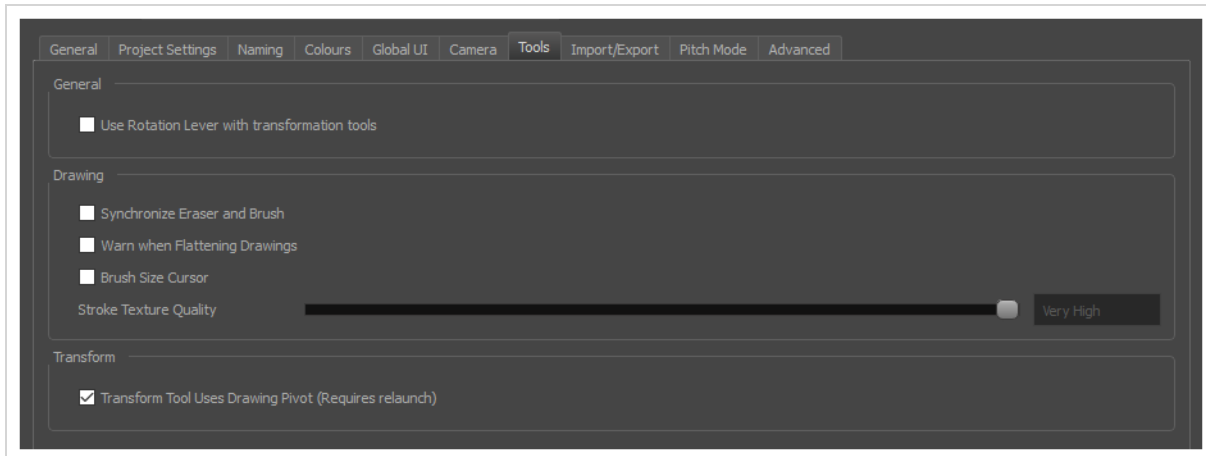 General Project Settings Naming Colours Global UI Camera Tools Import/Export Pitch Mode Advanced
General
Use Rotation Lever with transformation tools
Drawing
Synchronize Eraser and Brush
Warn when Flattening Drawings
Brush Size Cursor
Stroke Texture Quality Very High
Transform
Transform Tool Uses Drawing Pivot (Requires relaunch)